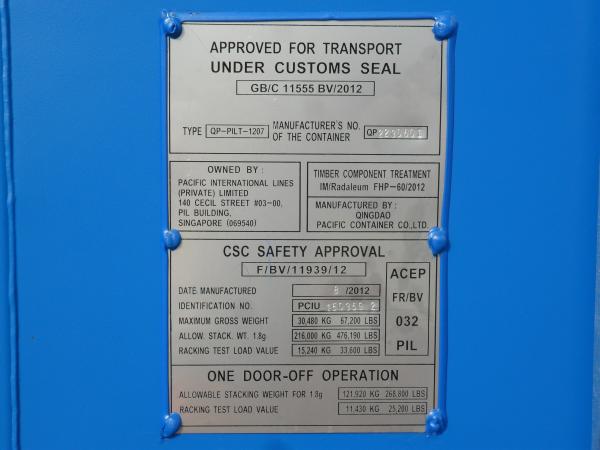 APPROVED FOR TRANSPORT
UNDER CUSTOMS SEAL
GB/C 11555 BV/2012
TYPE QP-PILT-1207 MANUFACTURER'S NO. OF THE CONTAINER QP
OWNED BY :
PACIFIC INTERNATIONAL LINES
(PRIVATE) LIMITED
140 CECIL STREET #03-00,
PIL BUILDING,
SINGAPORE (069540)
TIMBER COMPONENT TREATMENT
IM/Radaleum FHP-60/2012
MANUFACTURED BY :
QINGDAO
PACIFIC CONTAINER CO.,LTD.
CSC SAFETY APPROVAL
F/BV/11939/12
DATE MANUFACTURED 8 /2012
IDENTIFICATION NO. PCIU
MAXIMUM GROSS WEIGHT 30,480 KG 67,200 LBS
ALLOW. STACK. WT. 1.8g 216,000 KG 476,190 LBS
RACKING TEST LOAD VALUE 15,240 KG 33,600 LBS
ACEP
FR/BV
032
PIL
ONE DOOR-OFF OPERATION
ALLOWABLE STACKING WEIGHT FOR 1.8g 121,920 KG 268,800 LBS
RACKING TEST LOAD VALUE 11,430 KG 25,200 LBS